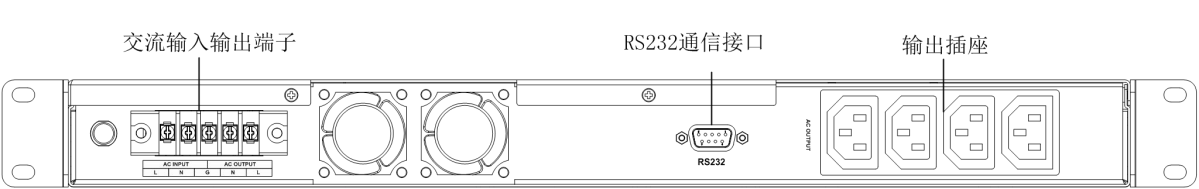 交流输入输出端子
RS232通信接口
输出插座
AC OUTPUT
RS232
AC INPUT AC OUTPUT
L N G N L